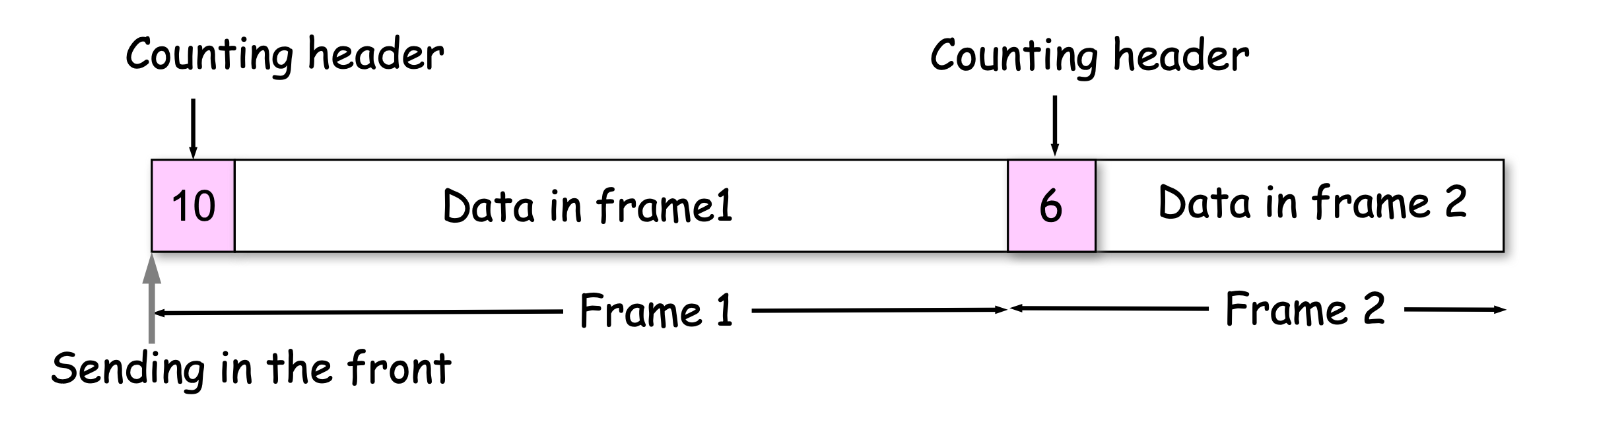 Counting header
Counting header
10
Data in frame1
6
Data in frame 2
Frame 1
Frame 2
Sending in the front